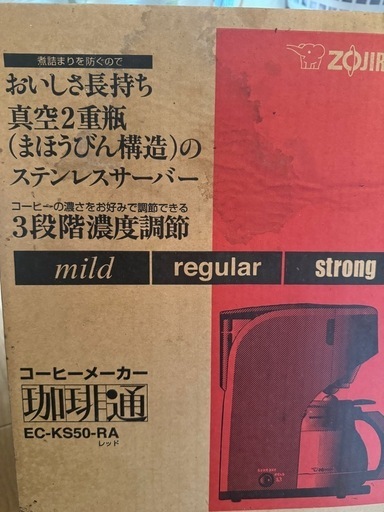 煮詰まりを防ぐので
おいしさ長持ち
真空2重瓶
(まほうびん構造)の
ステンレスサーバー
コーヒーの濃さをお好みで調節できる
3段階濃度調節
mild
regular
strong
コーヒーメーカー
珈琲通
EC-KS50-RA
レッド
ZOJIR